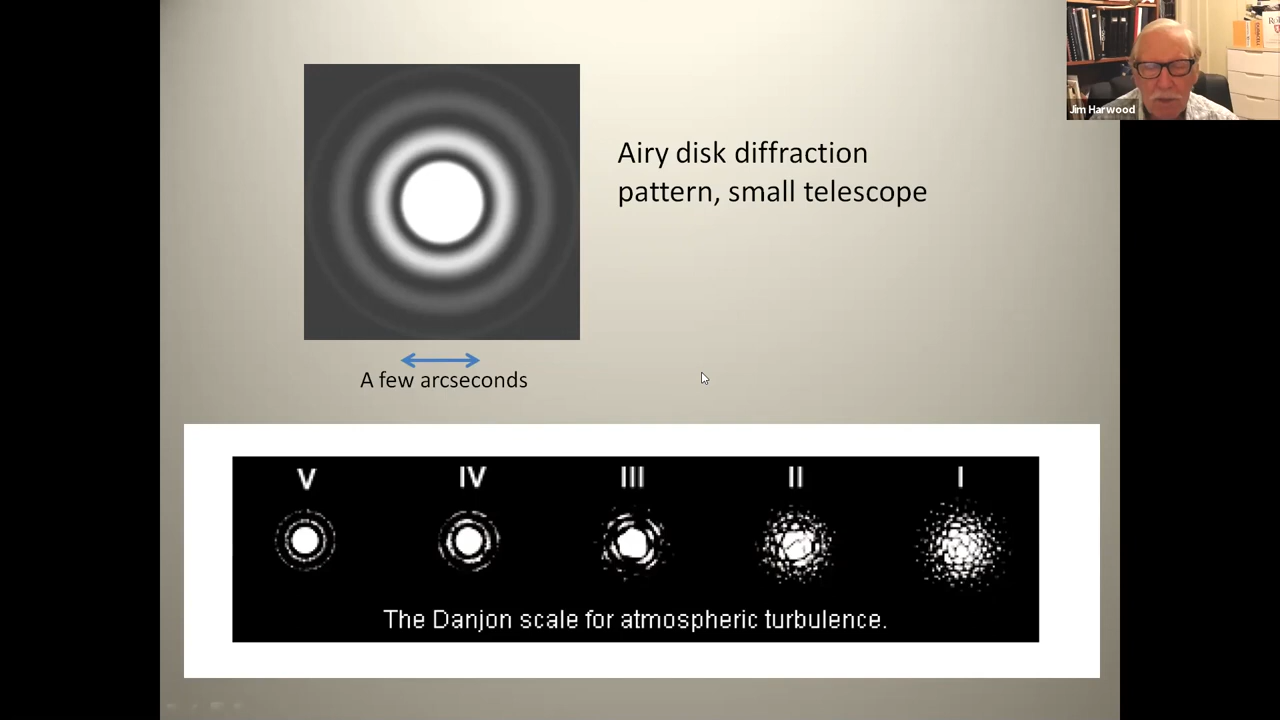 Jim Harwood
Airy disk diffraction
pattern, small telescope
A few arcseconds
V IV III II I
The Danjon scale for atmospheric turbulence.